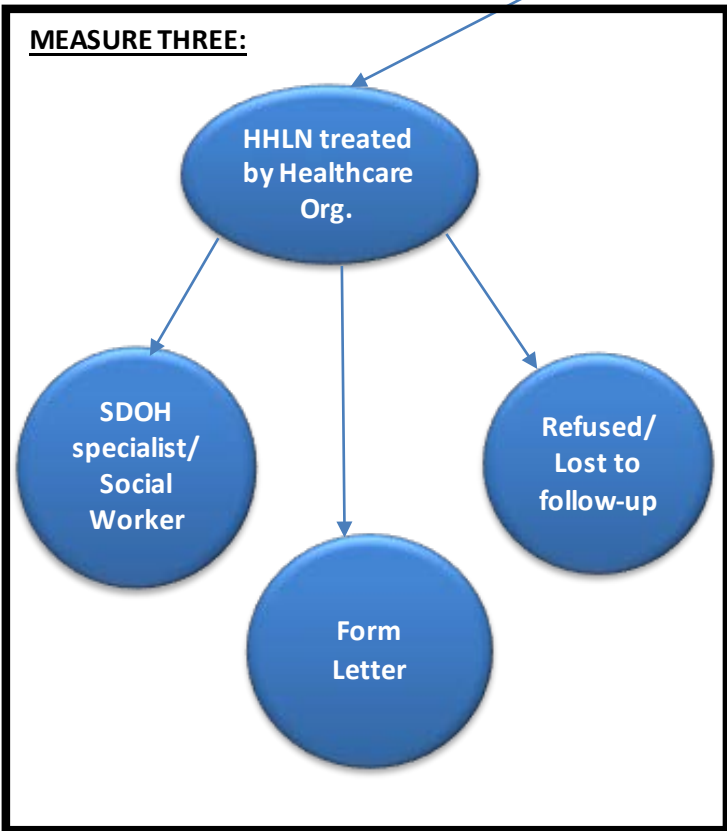 MEASURE THREE:
HHLN treated
by Healthcare
Org.
SDOH
specialist/
Social
Worker
Refused/
Lost to
follow-up
Form
Letter